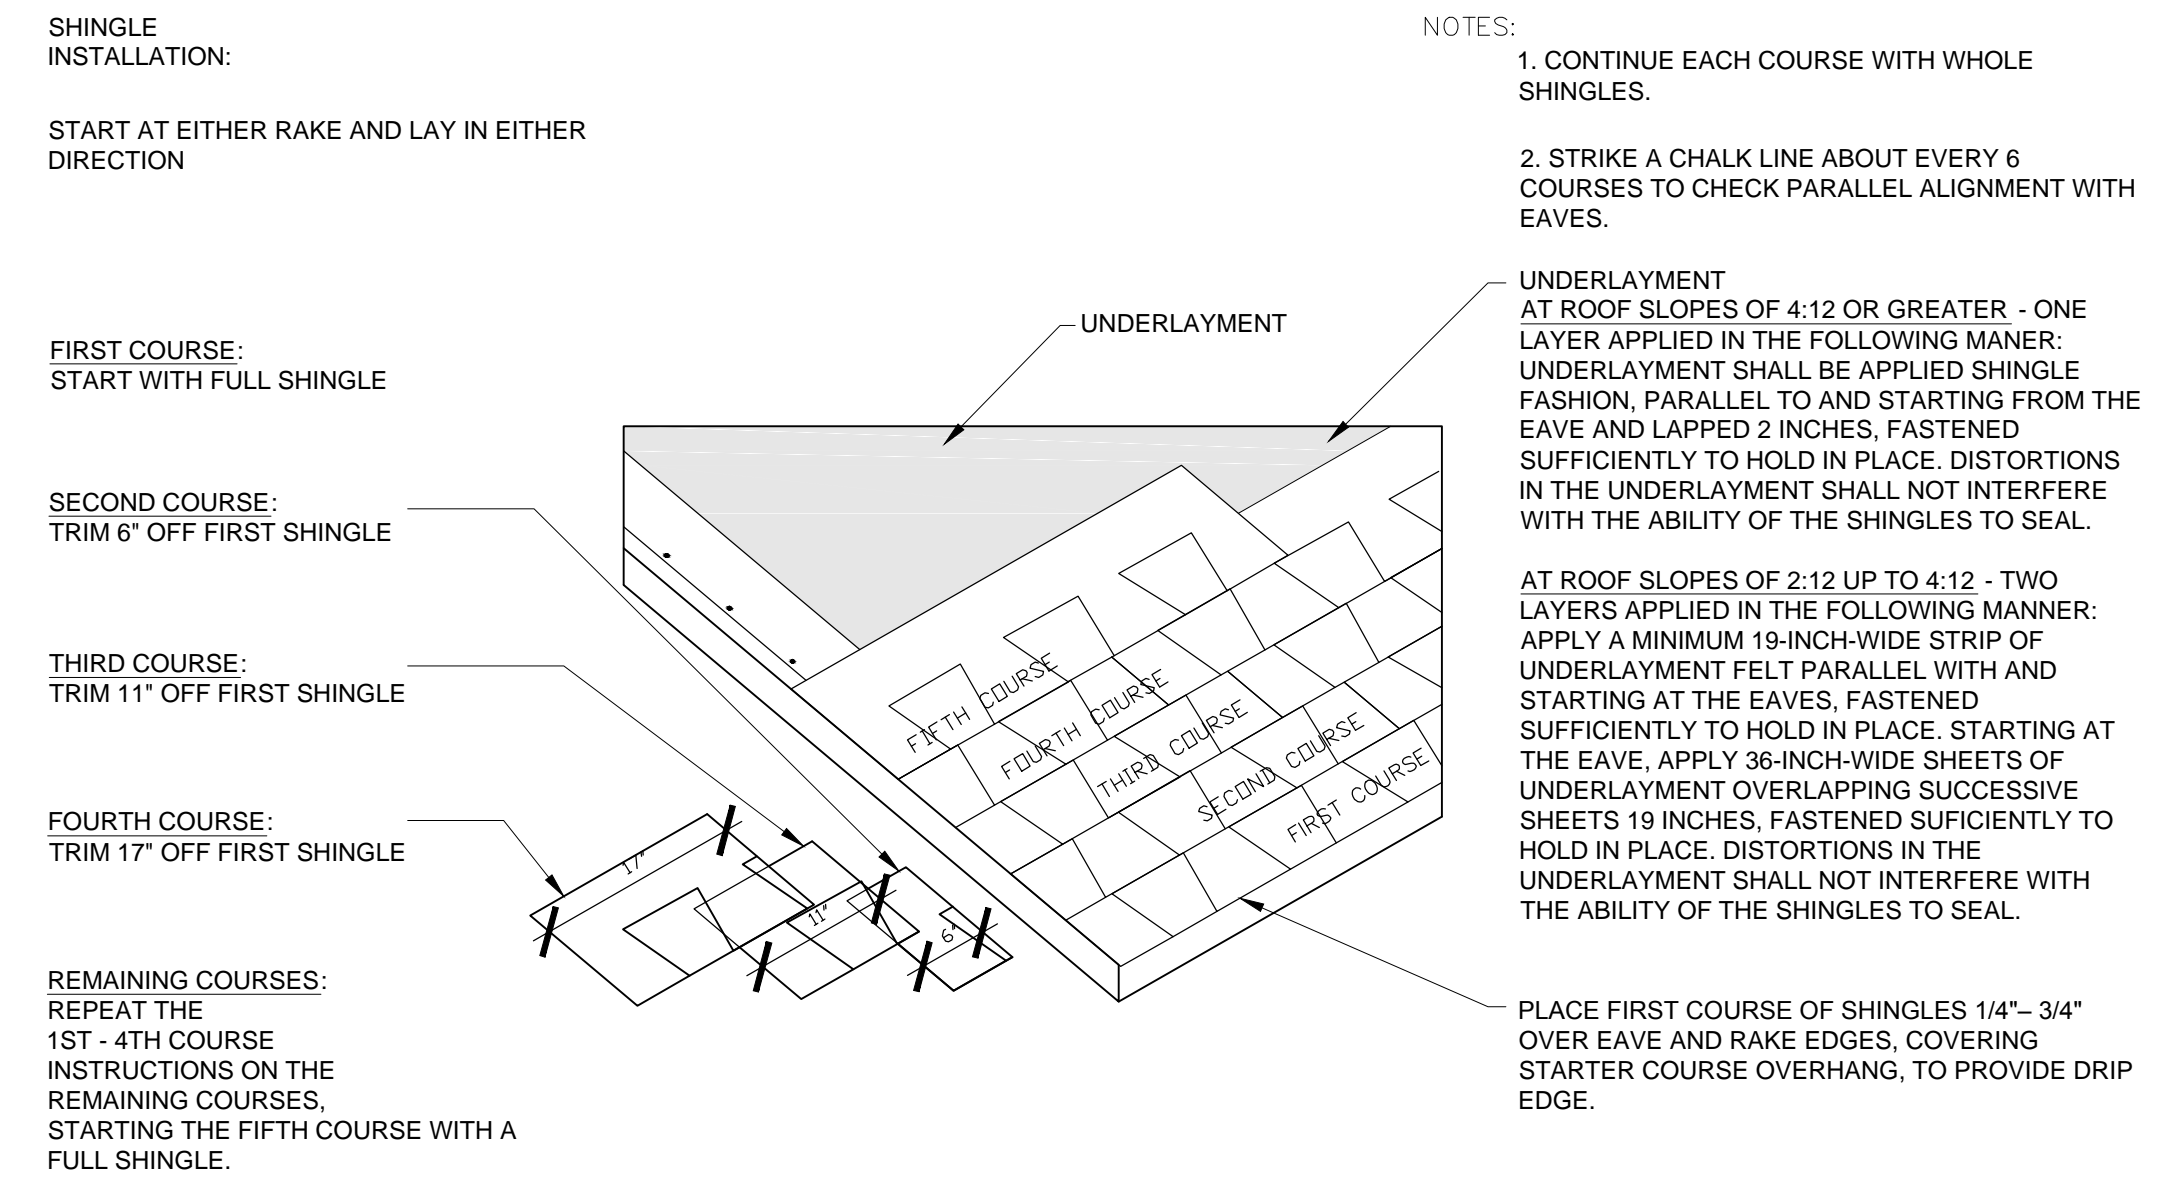 SHINGLE
INSTALLATION:
START AT EITHER RAKE AND LAY IN EITHER
DIRECTION
FIRST COURSE:
START WITH FULL SHINGLE
SECOND COURSE:
TRIM 6" OFF FIRST SHINGLE
THIRD COURSE:
TRIM 11" OFF FIRST SHINGLE
FOURTH COURSE:
TRIM 17" OFF FIRST SHINGLE
REMAINING COURSES:
REPEAT THE
1ST - 4TH COURSE
INSTRUCTIONS ON THE
REMAINING COURSES,
STARTING THE FIFTH COURSE WITH A
FULL SHINGLE.
UNDERLAYMENT
FIFTH COURSE
FOURTH COURSE
THIRD COURSE
SECOND COURSE
FIRST COURSE
17"
11"
6"
NOTES:
1. CONTINUE EACH COURSE WITH WHOLE
SHINGLES.
2. STRIKE A CHALK LINE ABOUT EVERY 6
COURSES TO CHECK PARALLEL ALIGNMENT WITH
EAVES.
UNDERLAYMENT
AT ROOF SLOPES OF 4:12 OR GREATER - ONE
LAYER APPLIED IN THE FOLLOWING MANER:
UNDERLAYMENT SHALL BE APPLIED SHINGLE
FASHION, PARALLEL TO AND STARTING FROM THE
EAVE AND LAPPED 2 INCHES, FASTENED
SUFFICIENTLY TO HOLD IN PLACE. DISTORTIONS
IN THE UNDERLAYMENT SHALL NOT INTERFERE
WITH THE ABILITY OF THE SHINGLES TO SEAL.
AT ROOF SLOPES OF 2:12 UP TO 4:12 - TWO
LAYERS APPLIED IN THE FOLLOWING MANNER:
APPLY A MINIMUM 19-INCH-WIDE STRIP OF
UNDERLAYMENT FELT PARALLEL WITH AND
STARTING AT THE EAVES, FASTENED
SUFFICIENTLY TO HOLD IN PLACE. STARTING AT
THE EAVE, APPLY 36-INCH-WIDE SHEETS OF
UNDERLAYMENT OVERLAPPING SUCCESSIVE
SHEETS 19 INCHES, FASTENED SUFICIENTLY TO
HOLD IN PLACE. DISTORTIONS IN THE
UNDERLAYMENT SHALL NOT INTERFERE WITH
THE ABILITY OF THE SHINGLES TO SEAL.
PLACE FIRST COURSE OF SHINGLES 1/4"– 3/4"
OVER EAVE AND RAKE EDGES, COVERING
STARTER COURSE OVERHANG, TO PROVIDE DRIP
EDGE.